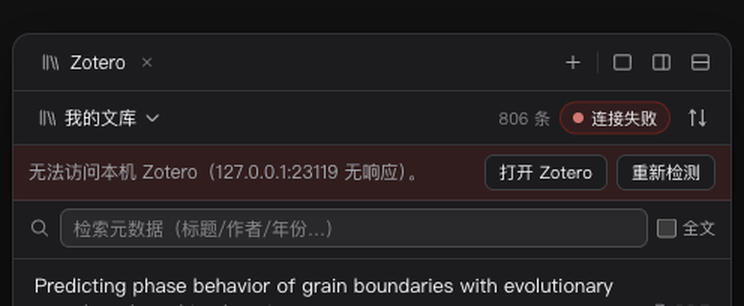 Zotero
我的文库
806 条
连接失败
无法访问本机 Zotero（127.0.0.1:23119 无响应）。
打开 Zotero
重新检测
检索元数据（标题/作者/年份...）
全文
Predicting phase behavior of grain boundaries with evolutionary